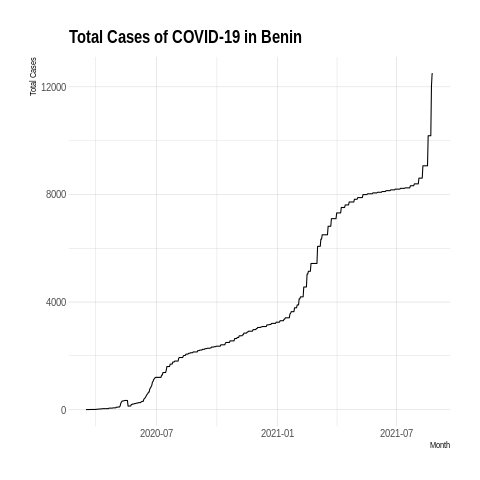 Total Cases of COVID-19 in Benin
Total Cases
12000
8000
4000
0
2020-07
2021-01
2021-07
Month